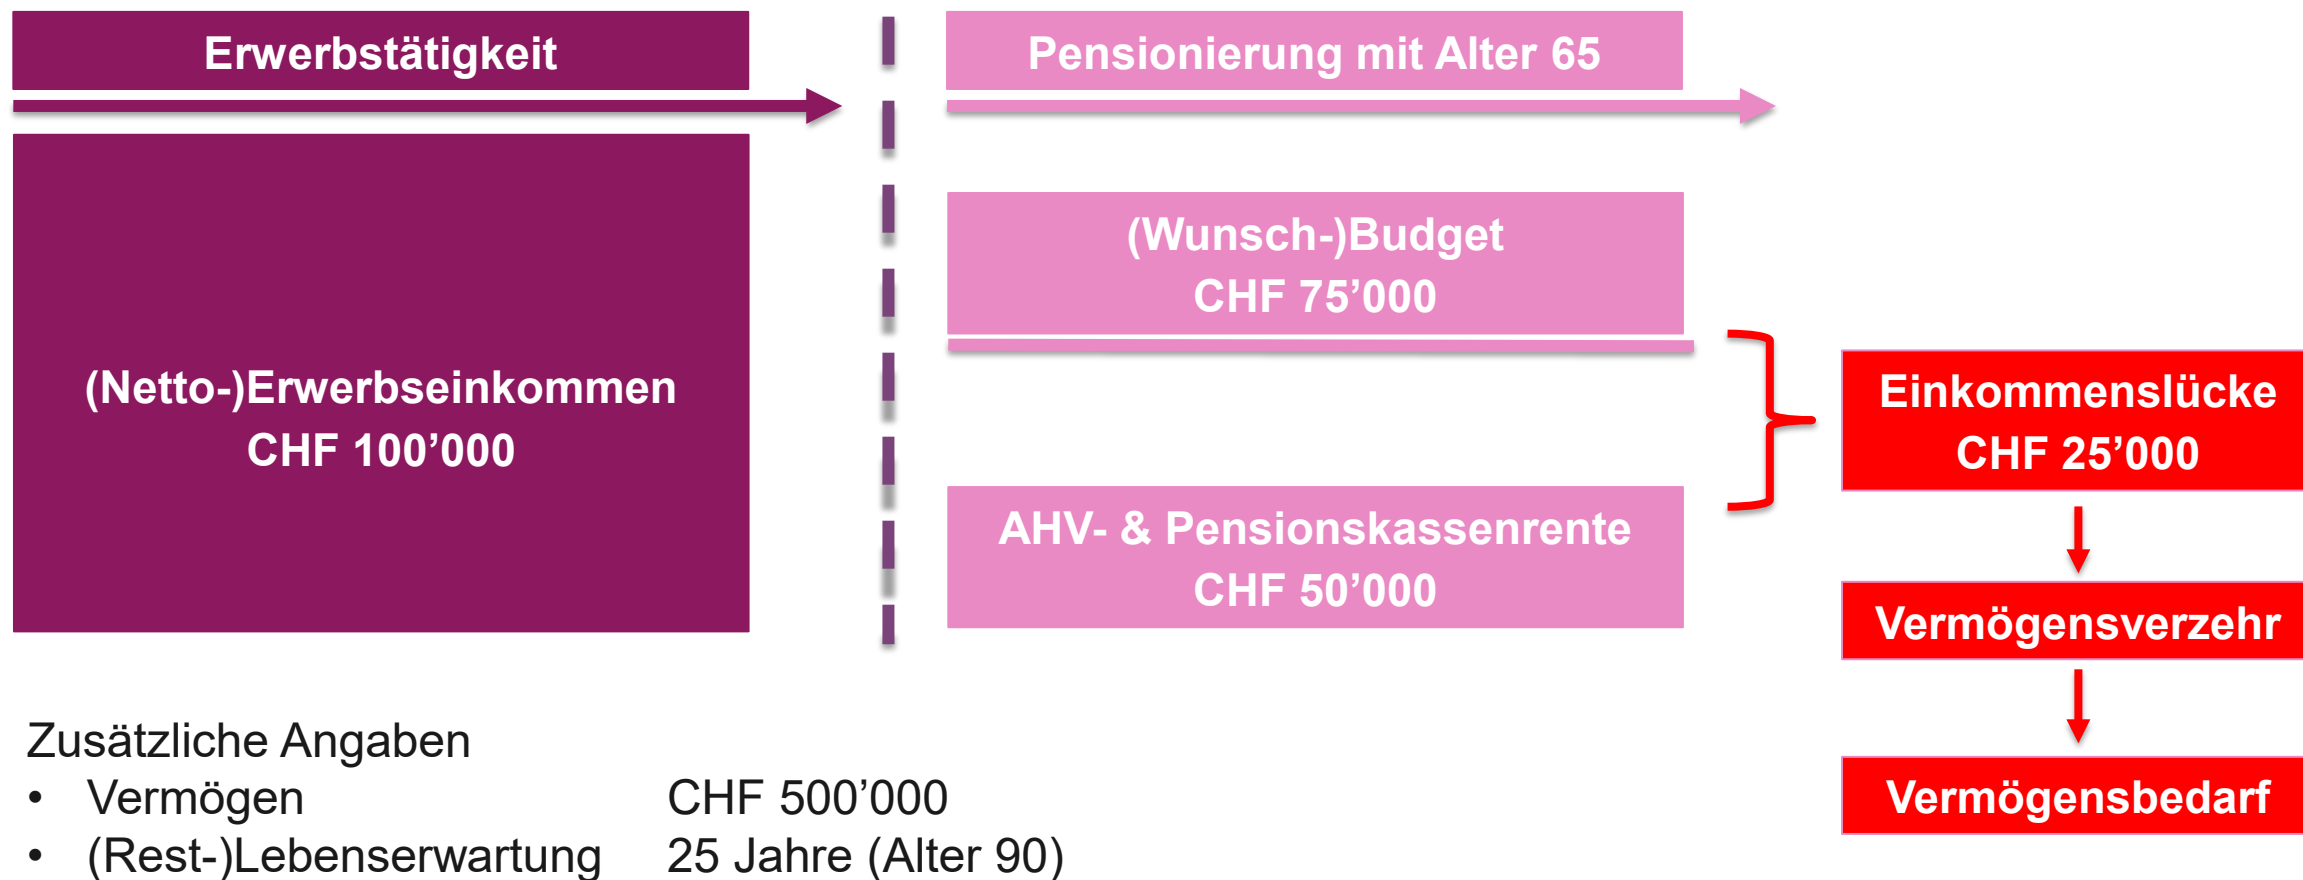 Erwerbstätigkeit
Pensionierung mit Alter 65
(Netto-)Erwerbseinkommen
CHF 100’000
(Wunsch-)Budget
CHF 75’000
AHV- & Pensionskassenrente
CHF 50’000
Einkommenslücke
CHF 25’000
Vermögensverzehr
Vermögensbedarf
Zusätzliche Angaben
• Vermögen CHF 500’000
• (Rest-)Lebenserwartung 25 Jahre (Alter 90)